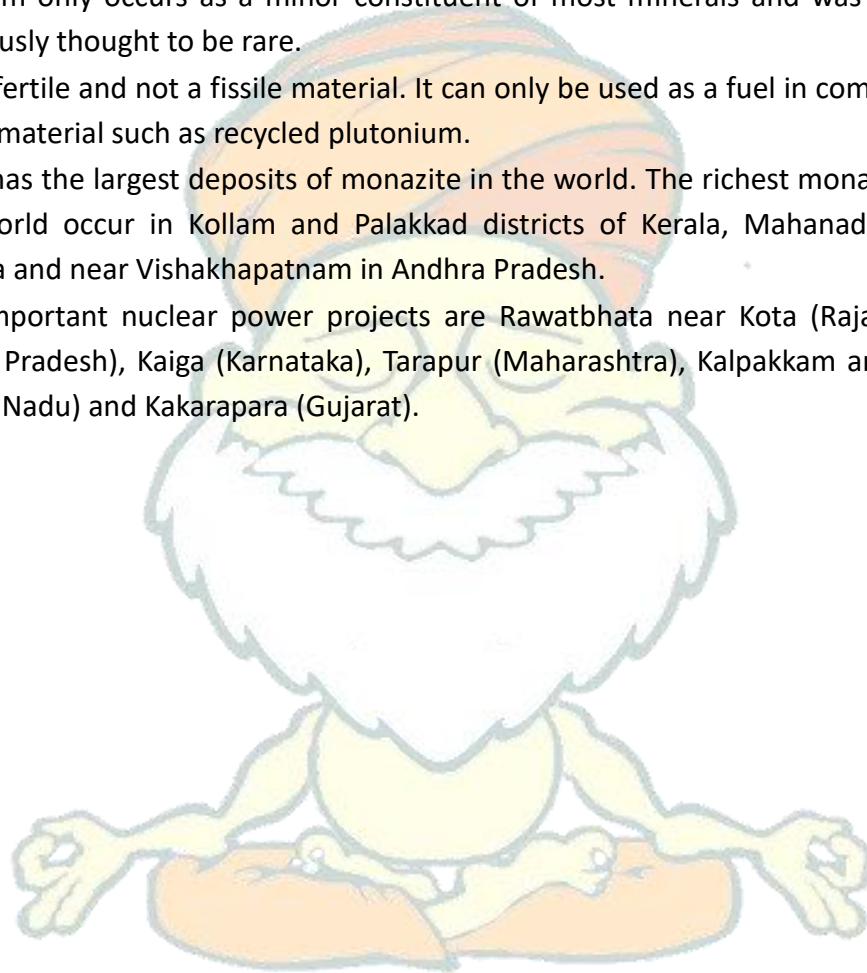 m only occurs as a minor constituent of most minerals and was
usly thought to be rare.
fertile and not a fissile material. It can only be used as a fuel in com
material such as recycled plutonium.
has the largest deposits of monazite in the world. The richest mona
orld occur in Kollam and Palakkad districts of Kerala, Mahanad
a and near Vishakhapatnam in Andhra Pradesh.
mportant nuclear power projects are Rawatbhata near Kota (Raja
Pradesh), Kaiga (Karnataka), Tarapur (Maharashtra), Kalpakkam a
Nadu) and Kakarapara (Gujarat).